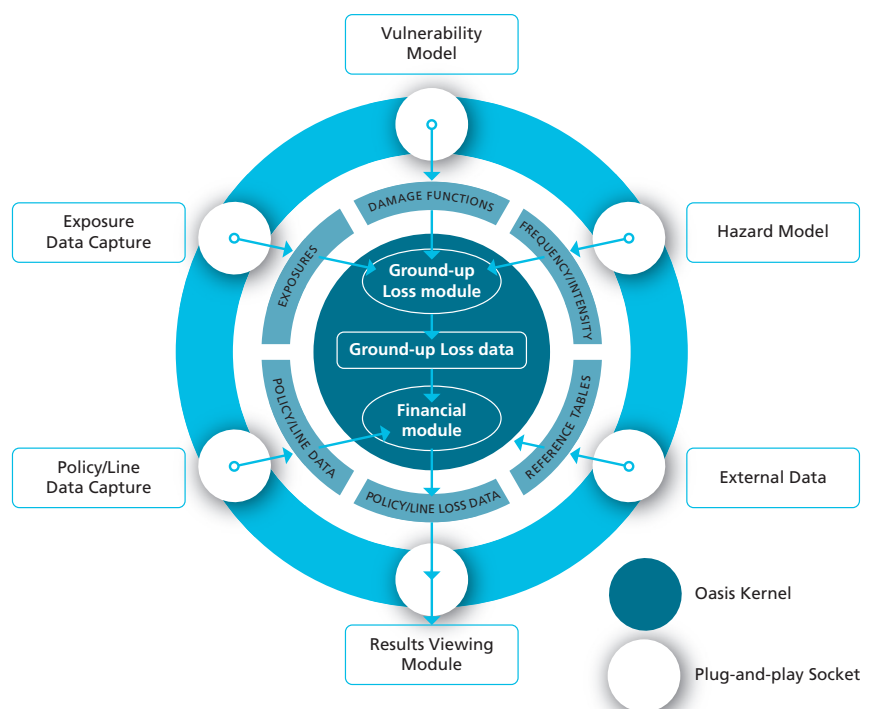 Vulnerability
Model
Exposure
Data Capture
Hazard Model
DAMAGE FUNCTIONS
EXPOSURES
FREQUENCY/INTENSITY
Ground-up
Loss module
Ground-up Loss data
Financial
module
POLICY/LINE DATA
REFERENCE TABLES
POLICY/LINE LOSS DATA
Policy/Line
Data Capture
External Data
Results Viewing
Module
Oasis Kernel
Plug-and-play Socket